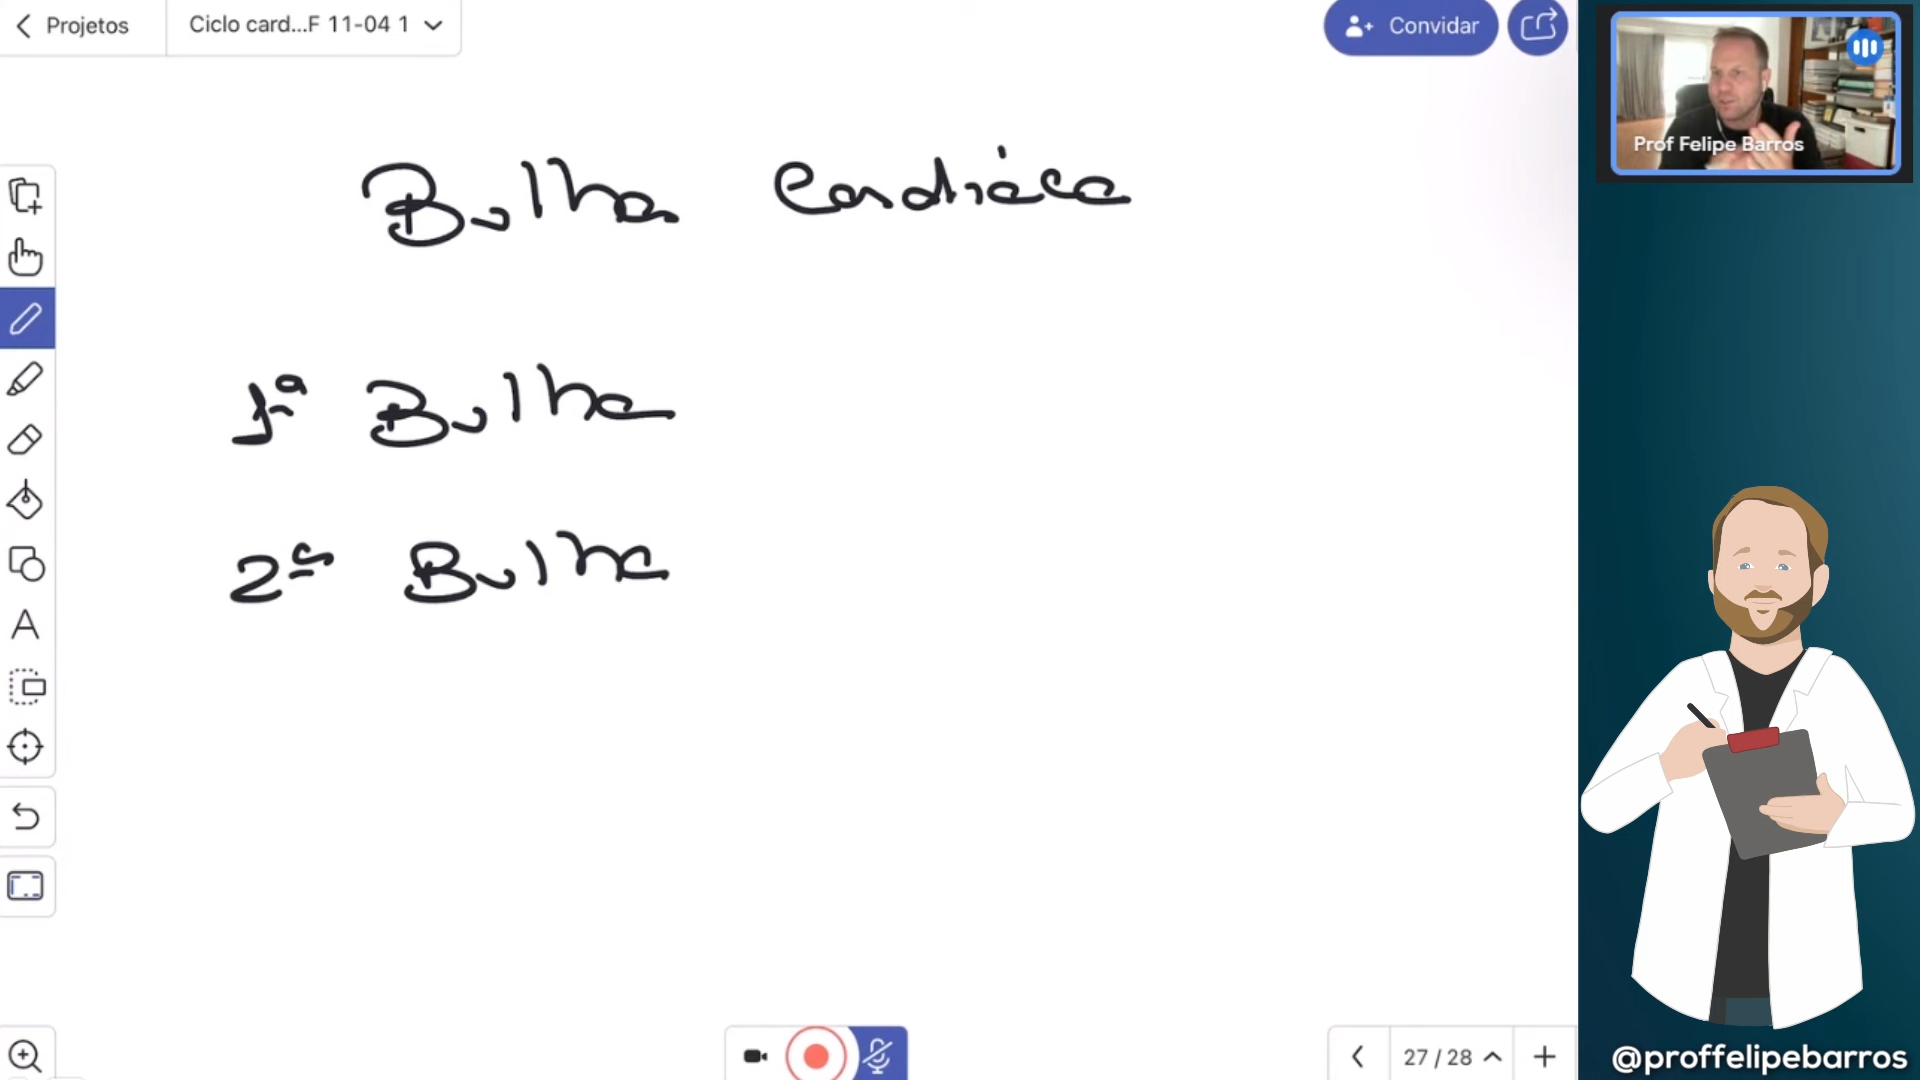 Projetos
Ciclo card...F 11-04 1
Convidar
Prof Felipe Barros
Bulha Cardíaca
1ª Bulha
2ª Bulha
A
27 / 28
@proffelipebarros